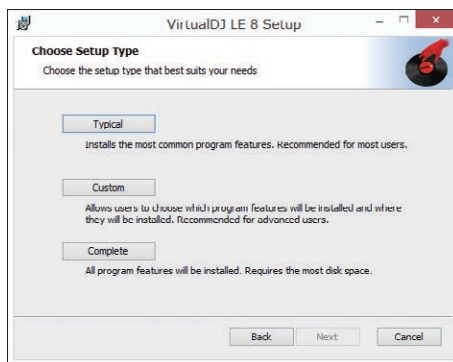 VirtualDJ LE 8 Setup
Choose Setup Type
Choose the setup type that best suits your needs
Typical
Installs the most common program features. Recommended for most users.
Custom
Allows users to choose which program features will be installed and where
they will be installed. Recommended for advanced users.
Complete
All program features will be installed. Requires the most disk space.
Back
Next
Cancel